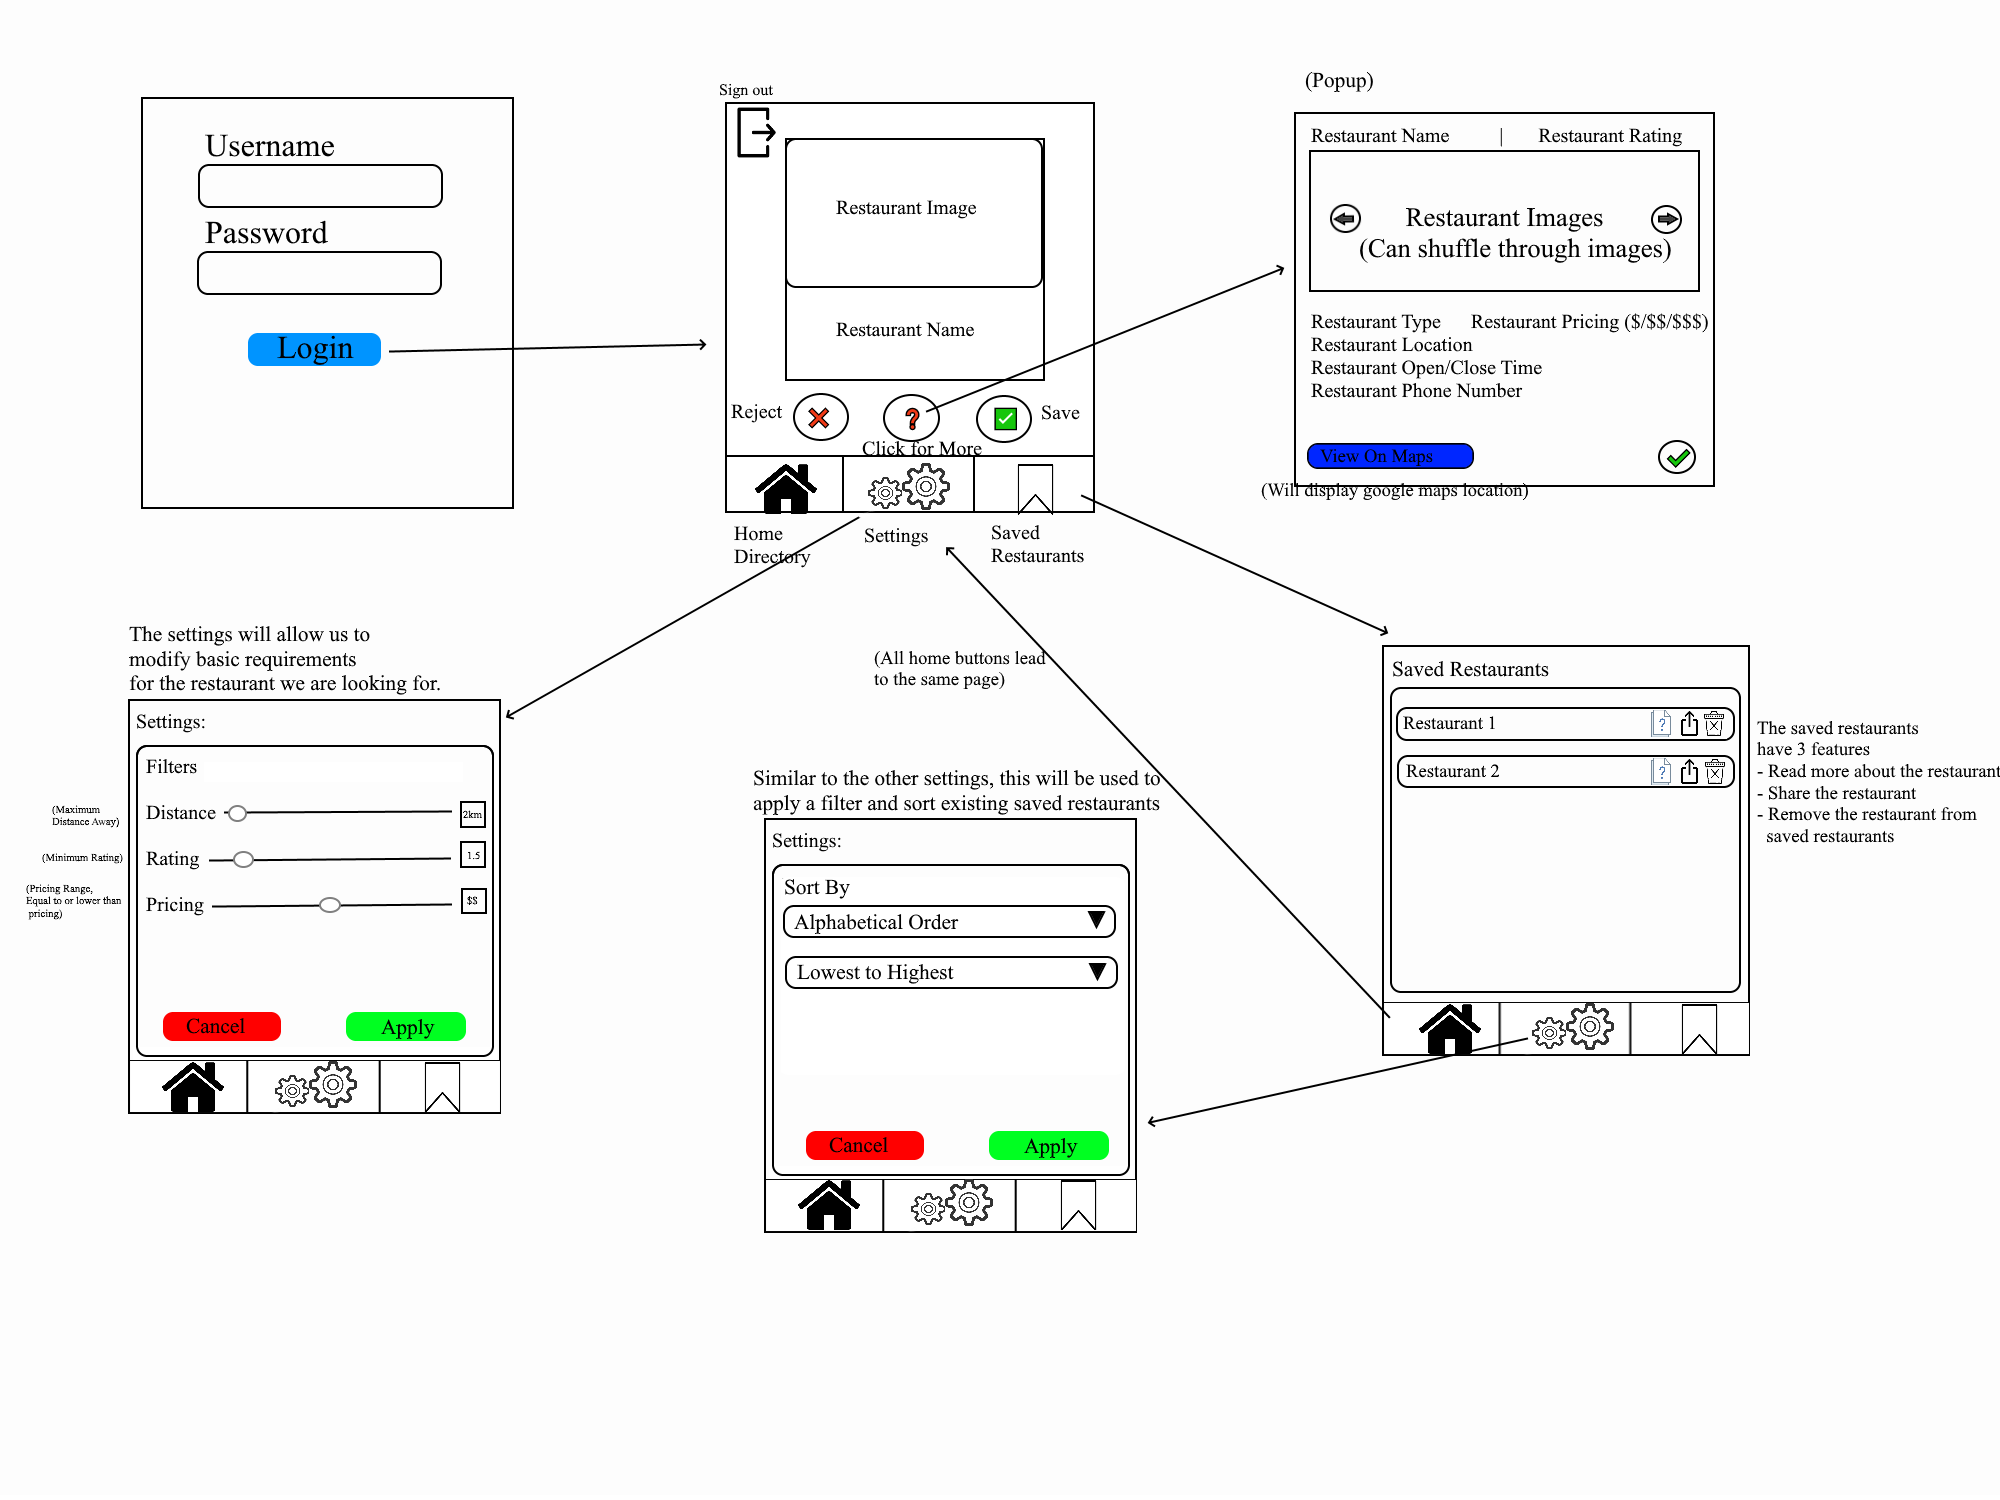 Username
Password
Login
Sign out
Restaurant Image
Restaurant Name
Reject
Save
Click for More
Home
Directory
Settings
Saved
Restaurants
(Popup)
Restaurant Name | Restaurant Rating
Restaurant Images
(Can shuffle through images)
Restaurant Type Restaurant Pricing ($/$$/$$$)
Restaurant Location
Restaurant Open/Close Time
Restaurant Phone Number
View On Maps
(Will display google maps location)
The settings will allow us to
modify basic requirements
for the restaurant we are looking for.
Settings:
Filters
(Maximum
Distance Away)
Distance 2km
(Minimum Rating)
Rating 1.5
(Pricing Range,
Equal to or lower than
pricing)
Pricing $$
Cancel Apply
(All home buttons lead
to the same page)
Similar to the other settings, this will be used to
apply a filter and sort existing saved restaurants
Settings:
Sort By
Alphabetical Order
Lowest to Highest
Cancel Apply
Saved Restaurants
Restaurant 1
Restaurant 2
The saved restaurants
have 3 features
- Read more about the restaurant
- Share the restaurant
- Remove the restaurant from
saved restaurants